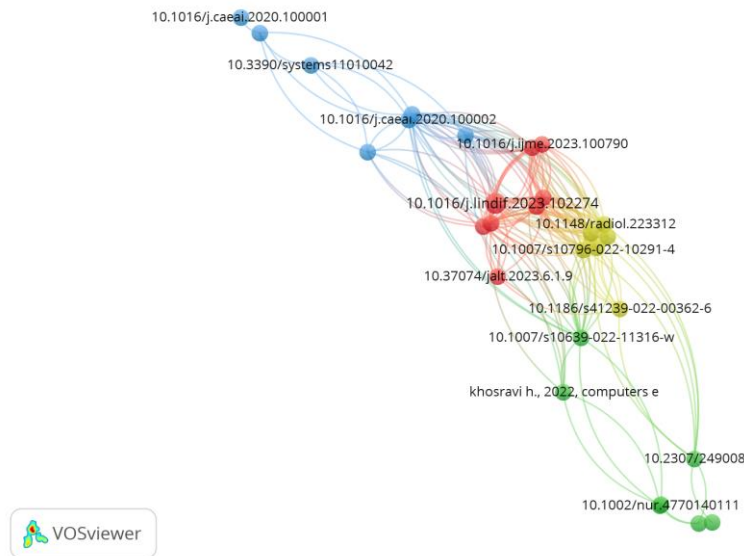 10.1016/j.caeai.2020.100001
10.3390/systems11010042
10.1016/j.caeai.2020.100002
10.1016/j.ijme.2023.100790
10.1016/j.lindif.2023.102274
10.1148/radiol.223312
10.1007/s10796-022-10291-4
10.37074/jalt.2023.6.1.9
10.1186/s41239-022-00362-6
10.1007/s10639-022-11316-w
khosravi h., 2022, computers e
10.2307/249008
10.1002/nur.4770140111
VOSviewer